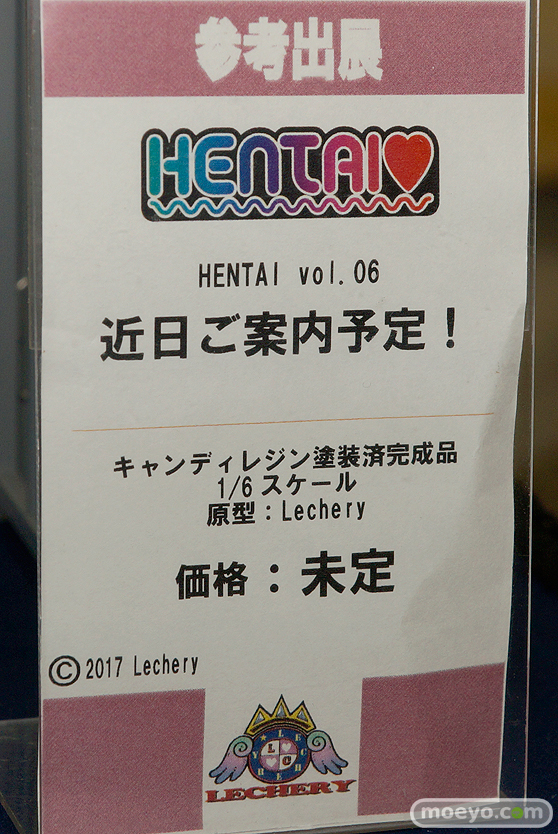 参考出展
HENTAI
HENTAI vol.06
近日ご案内予定！
キャンディレジン塗装済完成品
1/6スケール
原型：Lechery
価格：未定
©2017 Lechery
LECHERY
moeyo.com